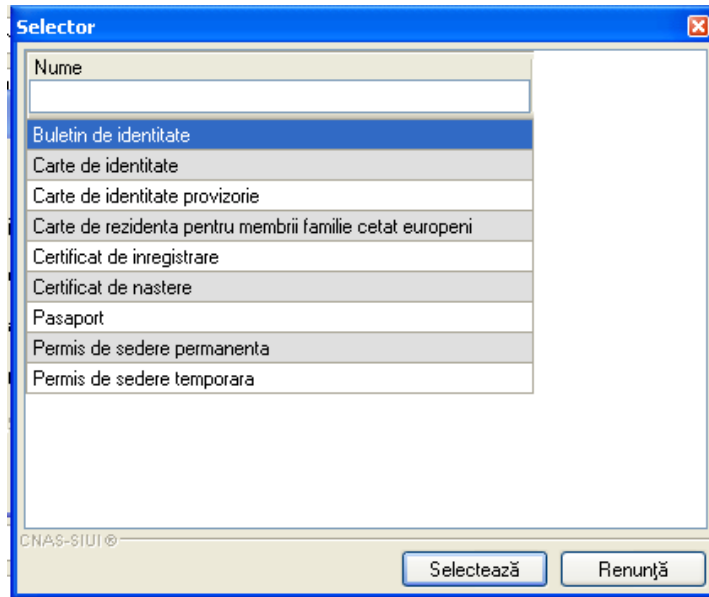 Selector
Nume
Buletin de identitate
Carte de identitate
Carte de identitate provizorie
Carte de rezidenta pentru membrii familie cetat europeni
Certificat de inregistrare
Certificat de nastere
Pasaport
Permis de sedere permanenta
Permis de sedere temporara
CNAS-SIUI®
Selectează Renunţă